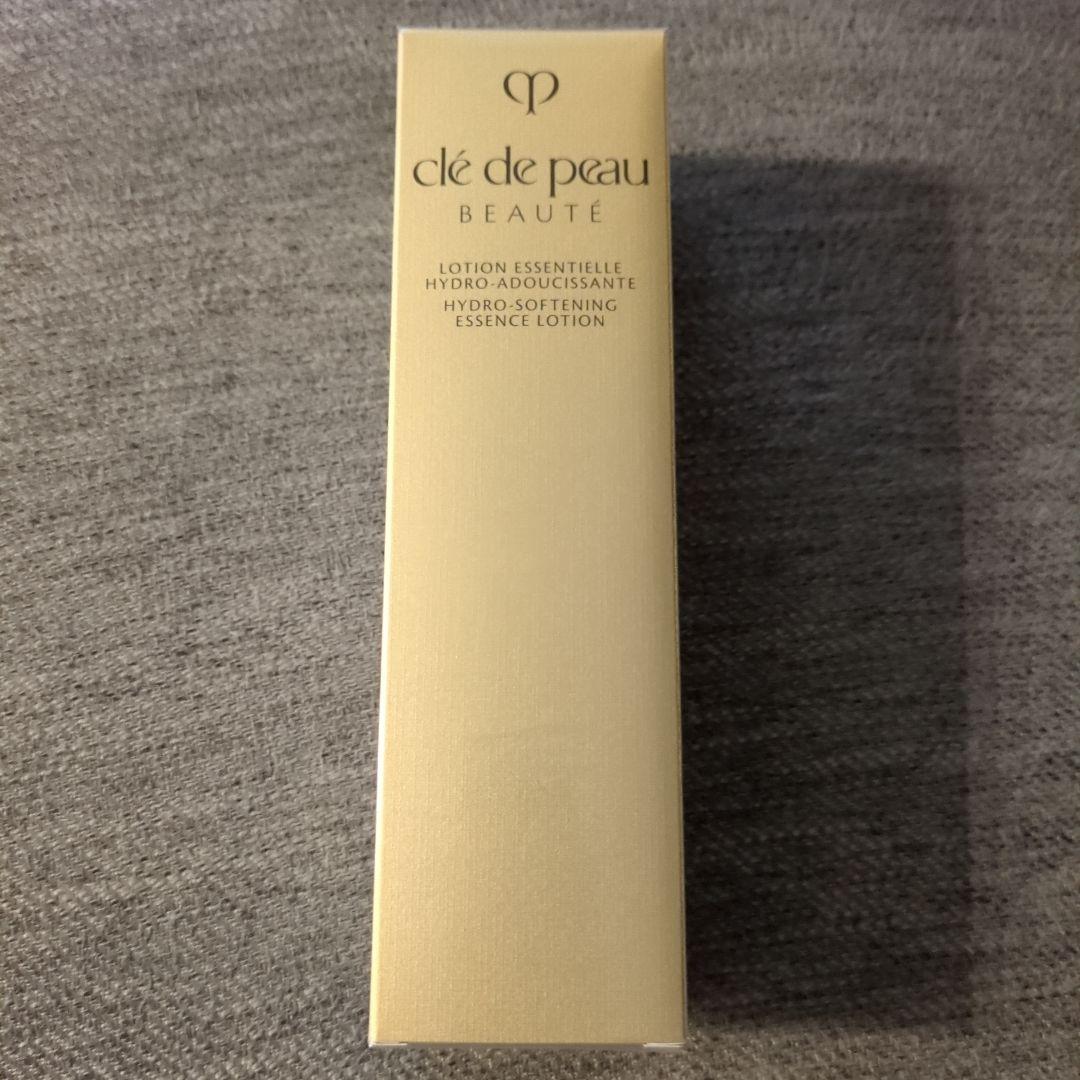 clé de peau
BEAUTÉ
LOTION ESSENTIELLE
HYDRO-ADOUCISSANTE
HYDRO-SOFTENING
ESSENCE LOTION